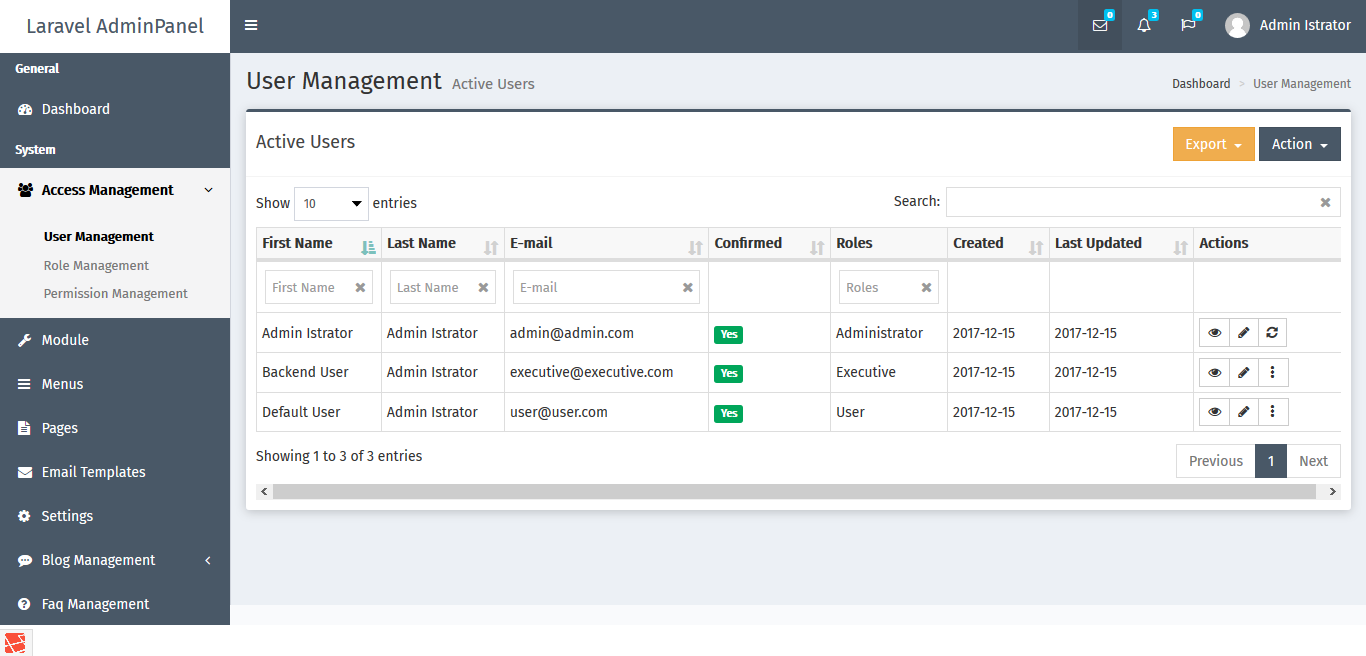 Laravel AdminPanel
0
3
0
Admin Istrator
General
Dashboard
System
Access Management
User Management
Role Management
Permission Management
Module
Menus
Pages
Email Templates
Settings
Blog Management
Faq Management
User Management Active Users
Dashboard > User Management
Active Users
Export
Action
Show 10 entries
Search:
First Name Last Name E-mail Confirmed Roles Created Last Updated Actions
First Name Last Name E-mail Roles
Admin Istrator Admin Istrator admin@admin.com Yes Administrator 2017-12-15 2017-12-15
Backend User Admin Istrator executive@executive.com Yes Executive 2017-12-15 2017-12-15
Default User Admin Istrator user@user.com Yes User 2017-12-15 2017-12-15
Showing 1 to 3 of 3 entries
Previous 1 Next